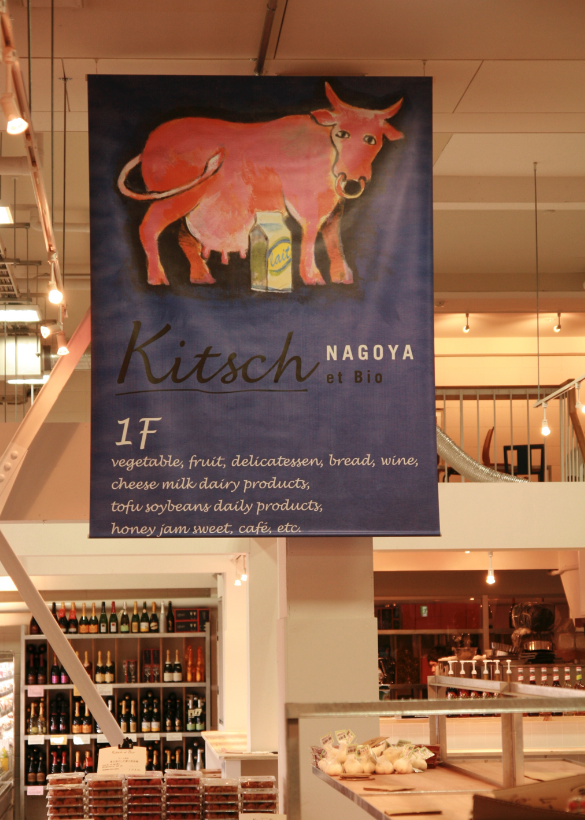 Lait
Kitsch NAGOYA
et Bio
1F
vegetable, fruit, delicatessen, bread, wine,
cheese milk dairy products,
tofu soybeans daily products,
honey jam sweet, café, etc.